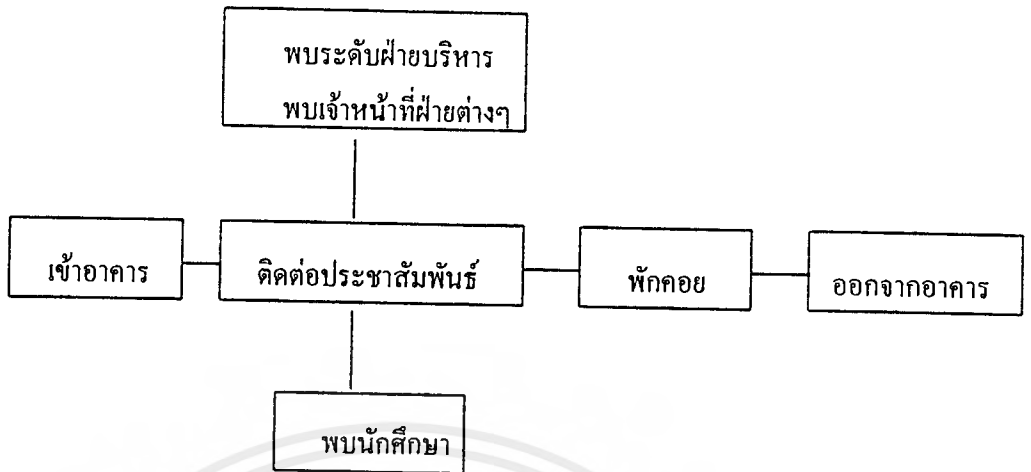 พบระดับฝ่ายบริหาร
พบเจ้าหน้าที่ฝ่ายต่างๆ
เข้าอาคาร
ติดต่อประชาสัมพันธ์
พักคอย
ออกจากอาคาร
พบนักศึกษา